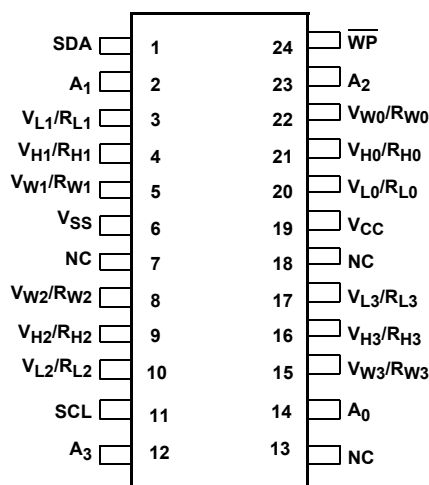 SDA 1 24 W̅P̅
A1 2 23 A2
VL1/RL1 3 22 VW0/RW0
VH1/RH1 4 21 VH0/RH0
VW1/RW1 5 20 VL0/RL0
VSS 6 19 VCC
NC 7 18 NC
VW2/RW2 8 17 VL3/RL3
VH2/RH2 9 16 VH3/RH3
VL2/RL2 10 15 VW3/RW3
SCL 11 14 A0
A3 12 13 NC